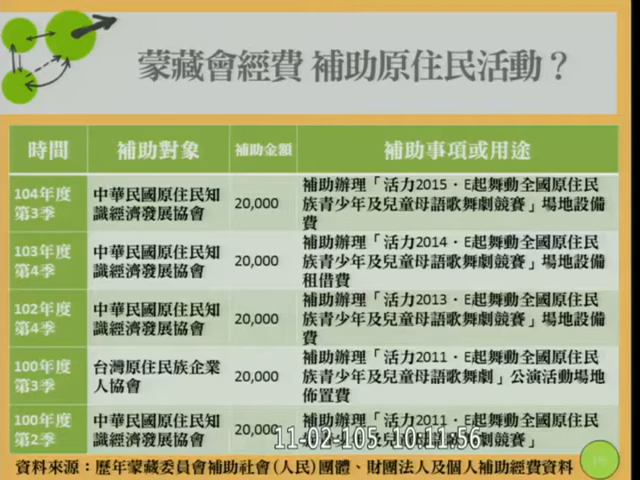 蒙藏會經費 補助原住民活動？
時間 補助對象 補助金額 補助事項或用途
104年度
第3季
中華民國原住民知
識經濟發展協會
20,000
補助辦理「活力2015．E起舞動全國原住民
族青少年及兒童母語歌舞劇競賽」場地設備
費
103年度
第4季
中華民國原住民知
識經濟發展協會
20,000
補助辦理「活力2014．E起舞動全國原住民
族青少年及兒童母語歌舞劇競賽」場地設備
租借費
102年度
第4季
中華民國原住民知
識經濟發展協會
20,000
補助辦理「活力2013．E起舞動全國原住民
族青少年及兒童母語歌舞劇競賽」場地設備
費
100年度
第3季
台灣原住民族企業
人協會
20,000
補助辦理「活力2011．E起舞動全國原住民
族青少年及兒童母語歌舞劇」公演活動場地
佈置費
100年度
第2季
中華民國原住民知
識經濟發展協會
20,000
補助辦理「活力2011．E起舞動全國原住民
族青少年及兒童母語歌舞劇競賽」
11-02-105 10:11:56
資料來源：歷年蒙藏委員會補助社會(人民)團體、財團法人及個人補助經費資料